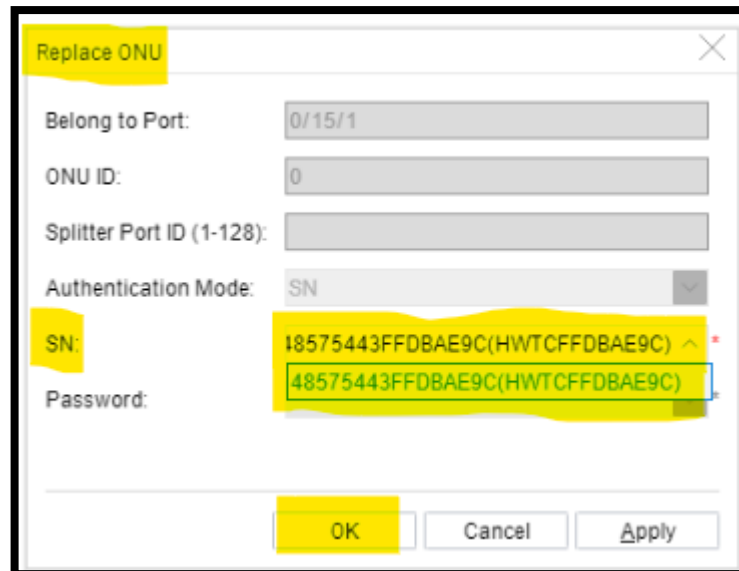 Replace ONU
Belong to Port: 0/15/1
ONU ID: 0
Splitter Port ID (1-128):
Authentication Mode: SN
SN: 48575443FFDBAE9C(HWTCFFDBAE9C) *
48575443FFDBAE9C(HWTCFFDBAE9C)
Password: *
OK Cancel Apply